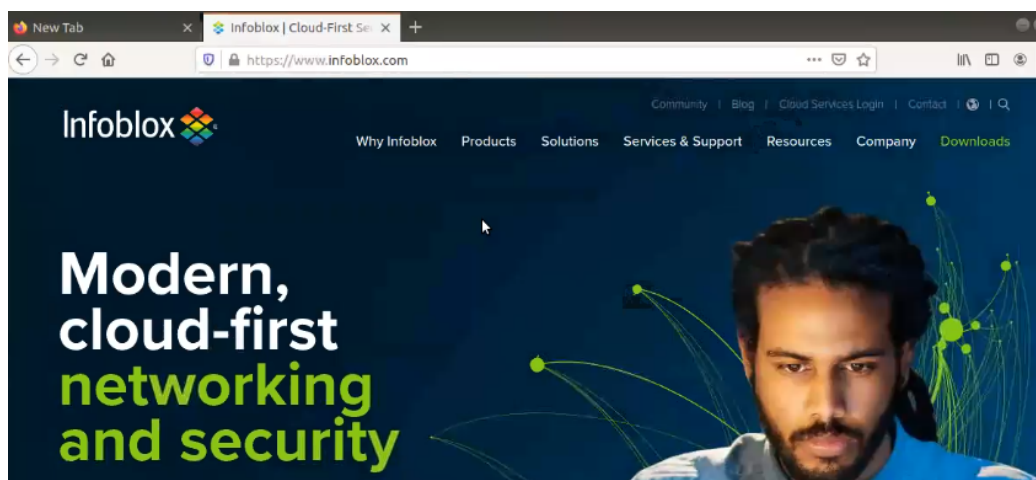 New Tab
Infoblox | Cloud-First Se
https://www.infoblox.com
Community | Blog | Cloud Services Login | Contact
Infoblox
Why Infoblox Products Solutions Services & Support Resources Company Downloads
Modern,
cloud-first
networking
and security